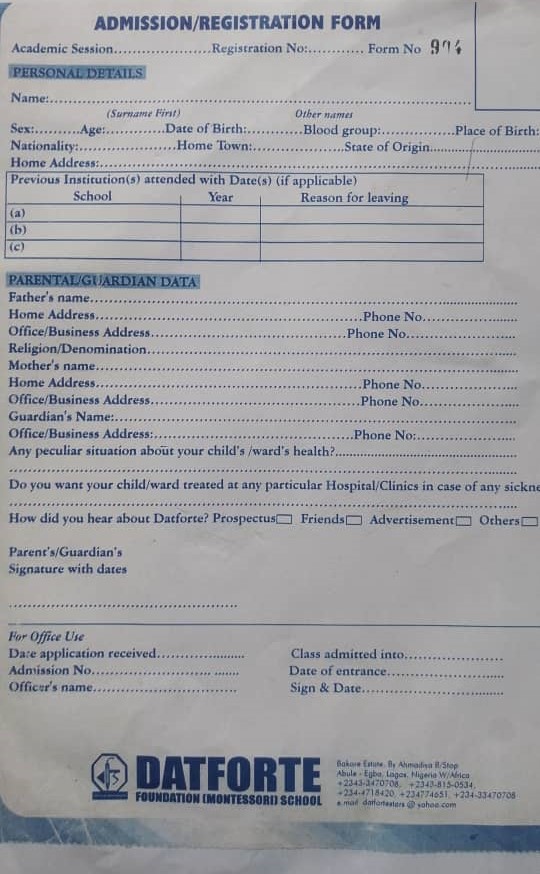 ADMISSION/REGISTRATION FORM
Academic Session..................Registration No:............ Form No 974
PERSONAL DETAILS
Name:..........................................................................................
(Surname First) Other names
Sex:..........Age:.............Date of Birth:............Blood group:...............Place of Birth:
Nationality:....................Home Town:....................State of Origin.................
Home Address:..........................................................................................
Previous Institution(s) attended with Date(s) (if applicable)
School Year Reason for leaving
(a)
(b)
(c)
PARENTAL/GUARDIAN DATA
Father's name..........................................................................................
Home Address..............................................................Phone No....................
Office/Business Address..........................................Phone No....................
Religion/Denomination..........................................................................
Mother's name..........................................................................................
Home Address..............................................................Phone No....................
Office/Business Address.............................................Phone No....................
Guardian's Name:.....................................................................................
Office/Business Address:...........................................Phone No:....................
Any peculiar situation about your child's /ward's health?.......................................
..........................................................................................
Do you want your child/ward treated at any particular Hospital/Clinics in case of any sickne
..........................................................................................
How did you hear about Datforte? Prospectus Friends Advertisement Others
Parent's/Guardian's
Signature with dates
......................................................
For Office Use
Date application received..................... Class admitted into........................
Admission No.................................... Date of entrance............................
Officer's name.................................. Sign & Date..................................
DATFORTE
FOUNDATION (MONTESSORI) SCHOOL
Bakare Estate, By Ahmadiya B/Stop
Abule - Egba, Lagos, Nigeria W/Africa
+2343-3470708, +2343-815-0534,
+234-4718420, +234774651, +234-33470708
e.mail: datfortestars @ yahoo.com